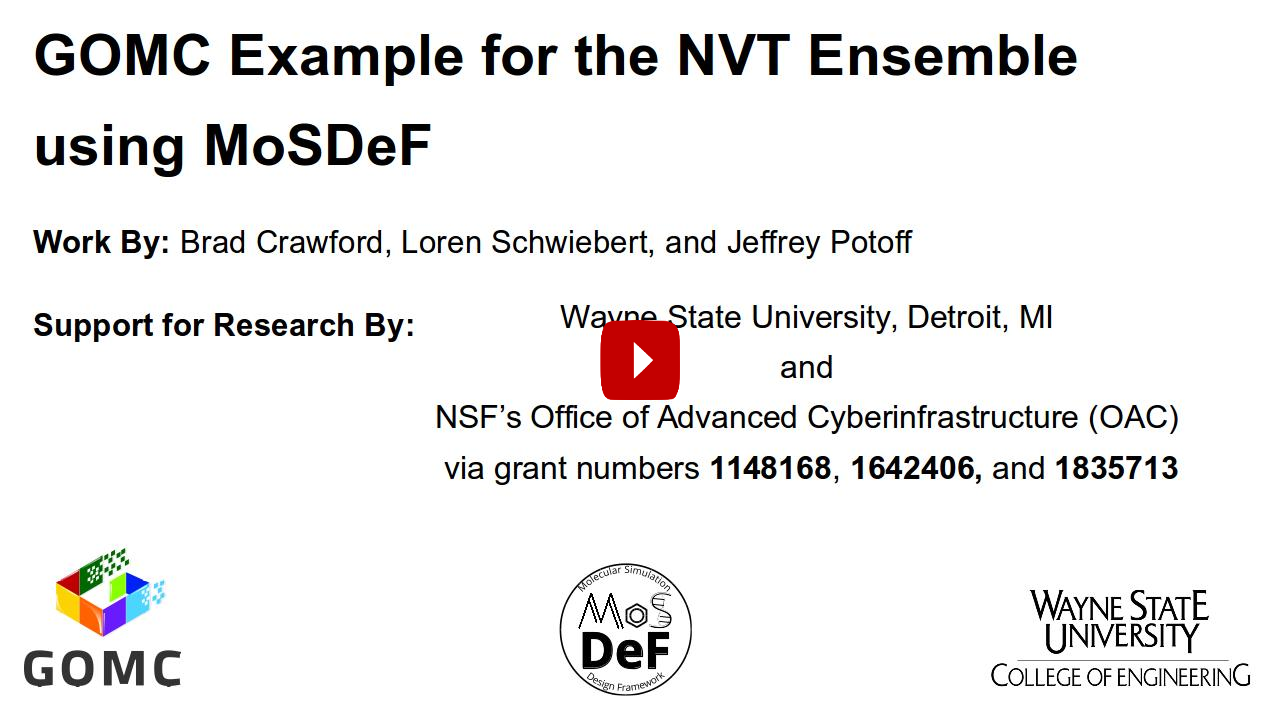 GOMC Example for the NVT Ensemble
using MoSDeF
Work By: Brad Crawford, Loren Schwiebert, and Jeffrey Potoff
Support for Research By:
Wayne State University, Detroit, MI
and
NSF’s Office of Advanced Cyberinfrastructure (OAC)
via grant numbers 1148168, 1642406, and 1835713
GOMC
Molecular Simulation
MoS
DeF
Design Framework
WAYNE STATE
UNIVERSITY
COLLEGE OF ENGINEERING